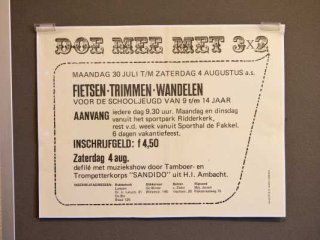 DOE MEE MET 3x2
MAANDAG 30 JULI T/M ZATERDAG 4 AUGUSTUS a.s.
FIETSEN·TRIMMEN·WANDELEN
VOOR DE SCHOOLJEUGD VAN 9 t/m 14 JAAR
AANVANG iedere dag 9.30 uur. Maandag en dinsdag
vanuit het sportpark Ridderkerk,
rest v.d. week vanuit Sporthal de Fakkel.
6 dagen vakantiefeest.
INSCHRIJFGELD: f 4,50
Zaterdag 4 aug.
defilé met muziekshow door Tamboer- en
Trompetterkorps "SANDIDO" uit H.I. Ambacht.
INSCHRIJFADRESSEN: